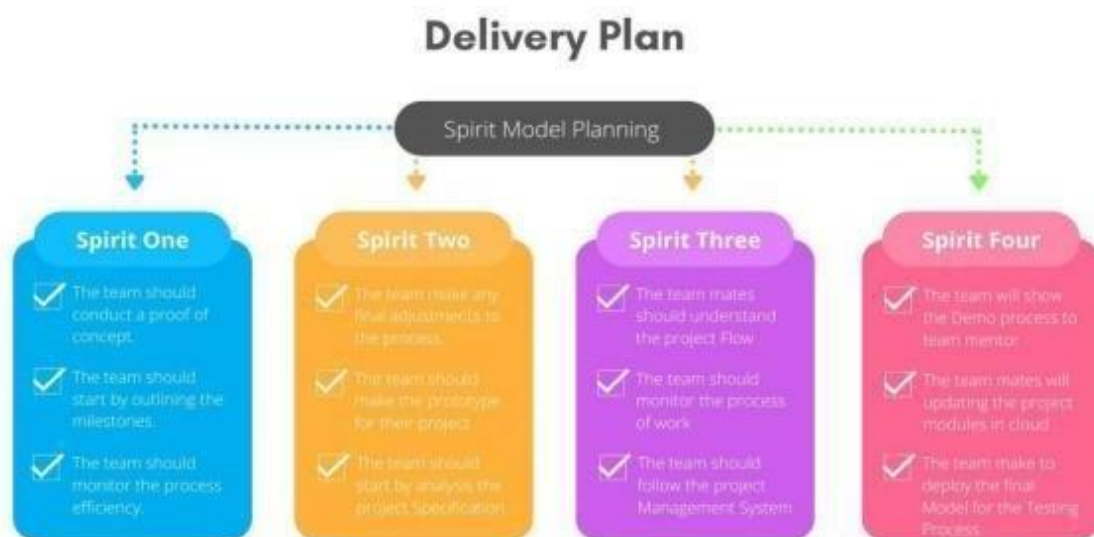 Delivery Plan
Spirit Model Planning
Spirit One
The team should
conduct a proof of
concept.
The team should
start by outlining the
milestones.
The team should
monitor the process
efficiency.
Spirit Two
The team make any
final adjustments to
the process.
The team should
make the prototype
for their project
The team should
start by analysis the
project Specification
Spirit Three
The team mates
should understand
the project Flow
The team should
monitor the process
of work
The team should
follow the project
Management System
Spirit Four
The team will show
the Demo process to
team mentor
The team mates will
updating the project
modules in cloud
The team make to
deploy the final
Model for the Testing
Process